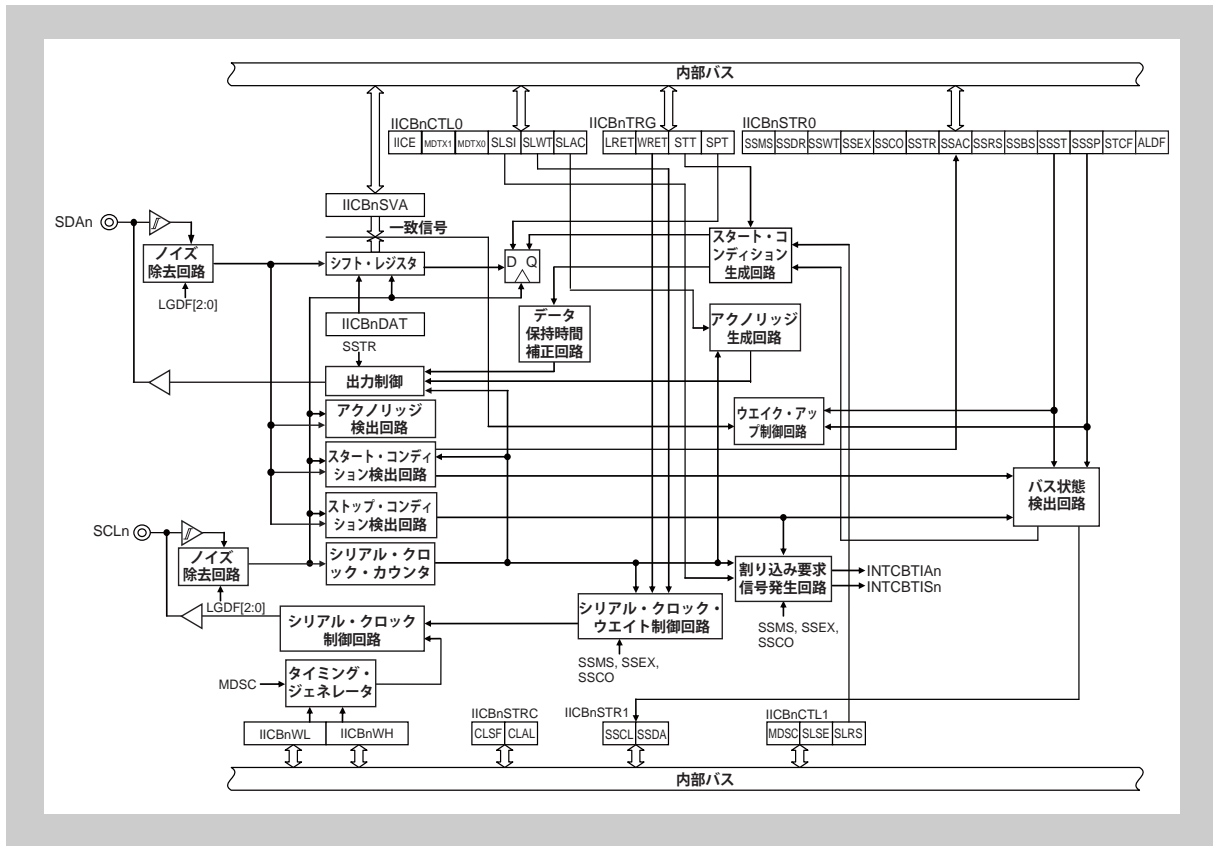 内部バス
IICBnCTL0
IICE MDTX1 MDTX0 SLSI SLWT SLAC
IICBnTRG
LRET WRET STT SPT
IICBnSTR0
SSMS SSDR SSWT SSEX SSCO SSTR SSAC SSRS SSBS SSST SSSP STCF ALDF
IICBnSVA
一致信号
SDAn
ノイズ
除去回路
LGDF[2:0]
シフト・レジスタ
D Q
スタート・コ
ンディション
生成回路
IICBnDAT
データ
保持時間
補正回路
アクノリッジ
生成回路
SSTR
出力制御
アクノリッジ
検出回路
ウエイク・アッ
プ制御回路
スタート・コンディ
ション検出回路
バス状態
検出回路
ストップ・コンディ
ション検出回路
SCLn
ノイズ
除去回路
LGDF[2:0]
シリアル・クロ
ック・カウンタ
割り込み要求
信号発生回路
INTCBTIAn
INTCBTISn
SSMS, SSEX,
SSCO
シリアル・クロック
制御回路
シリアル・クロック・
ウエイト制御回路
SSMS, SSEX,
SSCO
MDSC
タイミング・
ジェネレータ
IICBnWL IICBnWH
IICBnSTRC
CLSF CLAL
IICBnSTR1
SSCL SSDA
IICBnCTL1
MDSC SLSE SLRS
内部バス